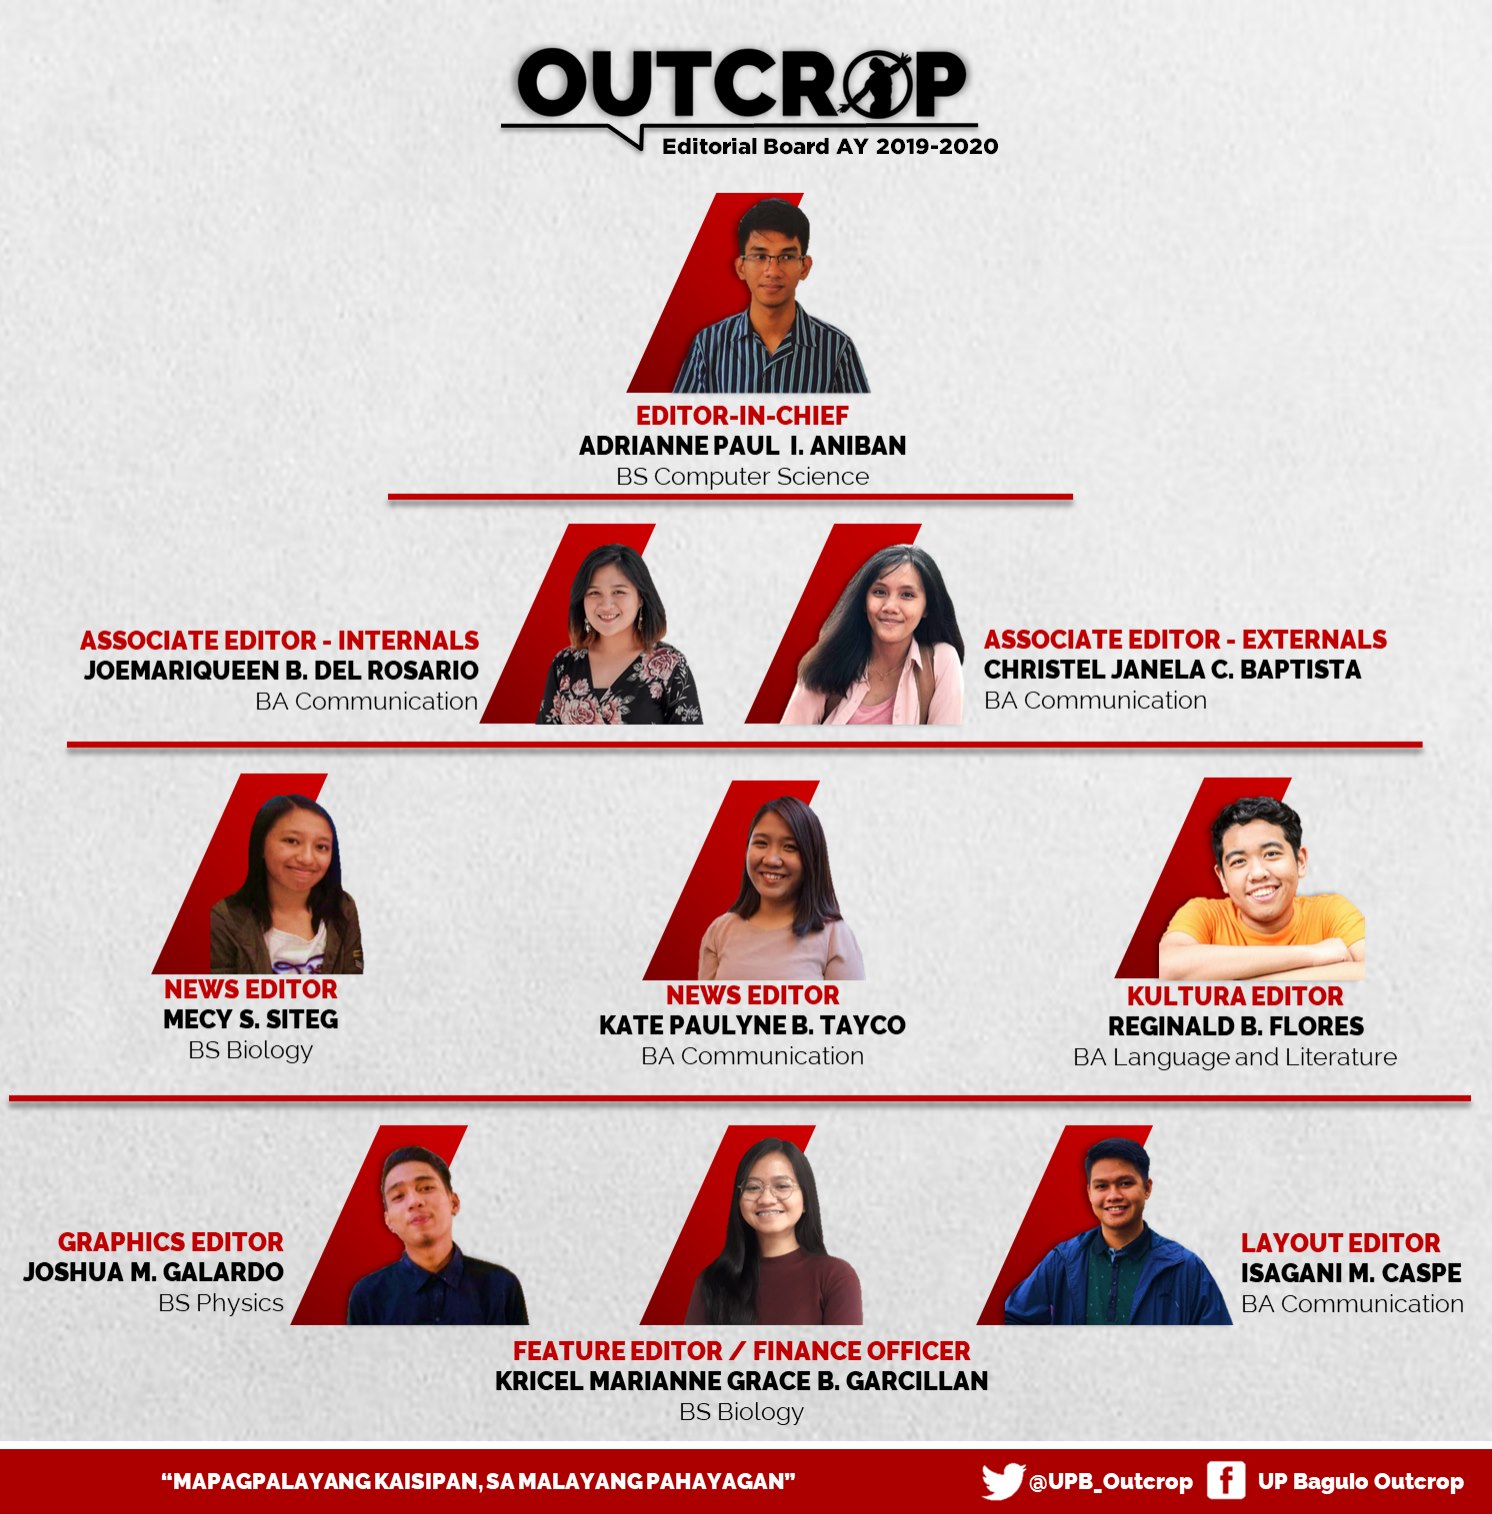 OUTCROP
Editorial Board AY 2019-2020
EDITOR-IN-CHIEF
ADRIANNE PAUL I. ANIBAN
BS Computer Science
ASSOCIATE EDITOR - INTERNALS
JOEMARIQUEEN B. DEL ROSARIO
BA Communication
ASSOCIATE EDITOR - EXTERNALS
CHRISTEL JANELA C. BAPTISTA
BA Communication
NEWS EDITOR
MECY S. SITEG
BS Biology
NEWS EDITOR
KATE PAULYNE B. TAYCO
BA Communication
KULTURA EDITOR
REGINALD B. FLORES
BA Language and Literature
GRAPHICS EDITOR
JOSHUA M. GALARDO
BS Physics
FEATURE EDITOR / FINANCE OFFICER
KRICEL MARIANNE GRACE B. GARCILLAN
BS Biology
LAYOUT EDITOR
ISAGANI M. CASPE
BA Communication
“MAPAGPALAYANG KAISIPAN, SA MALAYANG PAHAYAGAN”
@UPB_Outcrop
UP Baguio Outcrop